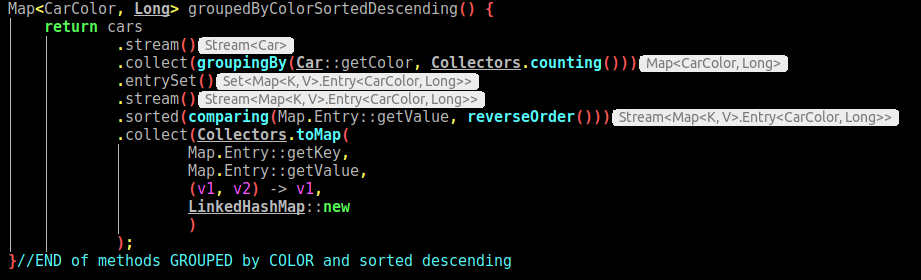 Map<CarColor, Long> groupedByColorSortedDescending() {
return cars
.stream() Stream<Car>
.collect(groupingBy(Car::getColor, Collectors.counting())) Map<CarColor, Long>
.entrySet() Set<Map<K, V>.Entry<CarColor, Long>>
.stream() Stream<Map<K, V>.Entry<CarColor, Long>>
.sorted(comparing(Map.Entry::getValue, reverseOrder())) Stream<Map<K, V>.Entry<CarColor, Long>>
.collect(Collectors.toMap(
Map.Entry::getKey,
Map.Entry::getValue,
(v1, v2) -> v1,
LinkedHashMap::new
)
);
}//END of methods GROUPED by COLOR and sorted descending